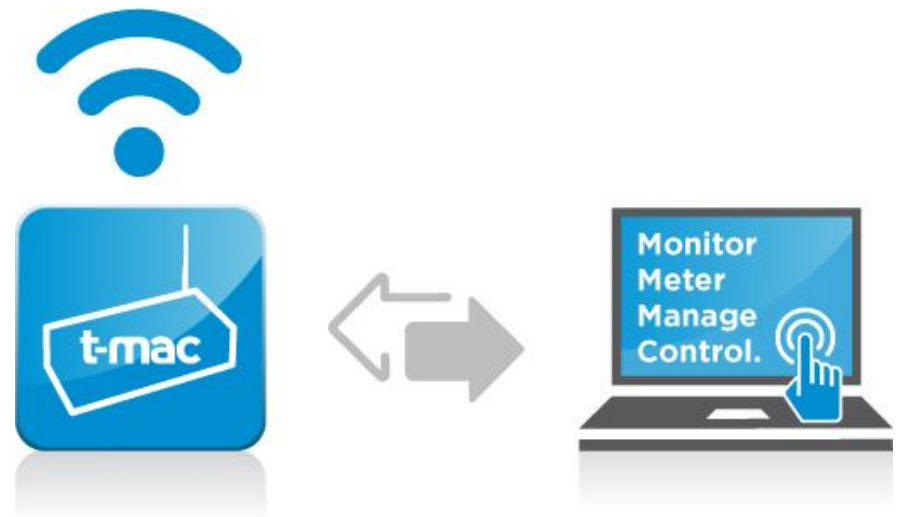 t-mac
Monitor
Meter
Manage
Control.